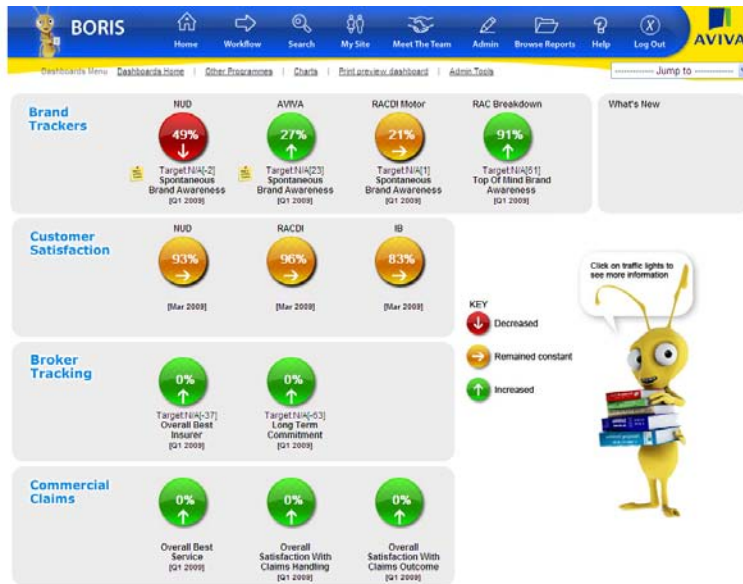 BORIS
Home Workflow Search My Site Meet The Team Admin Browse Reports Help Log Out
AVIVA
Dashboards Menu Dashboards Home | Other Programmes | Charts | Print preview dashboard | Admin Tools
Jump to
Brand Trackers
NUD
49%
Target:N/A[-2]
Spontaneous
Brand Awareness
[Q1 2009]
AVIVA
27%
Target:N/A[23]
Spontaneous
Brand Awareness
[Q1 2009]
RACDI Motor
21%
Target:N/A[1]
Spontaneous
Brand Awareness
[Q1 2009]
RAC Breakdown
91%
Target:N/A[61]
Top Of Mind Brand
Awareness
[Q1 2009]
What's New
Customer
Satisfaction
NUD
93%
[Mar 2009]
RACDI
96%
[Mar 2009]
IB
83%
[Mar 2009]
Click on traffic lights to
see more information
KEY
Decreased
Remained constant
Increased
Broker
Tracking
0%
Target:N/A[-37]
Overall Best
Insurer
[Q1 2009]
0%
Target:N/A[-53]
Long Term
Commitment
[Q1 2009]
Commercial
Claims
0%
Overall Best
Service
[Q1 2009]
0%
Overall
Satisfaction With
Claims Handling
[Q1 2009]
0%
Overall
Satisfaction With
Claims Outcome
[Q1 2009]